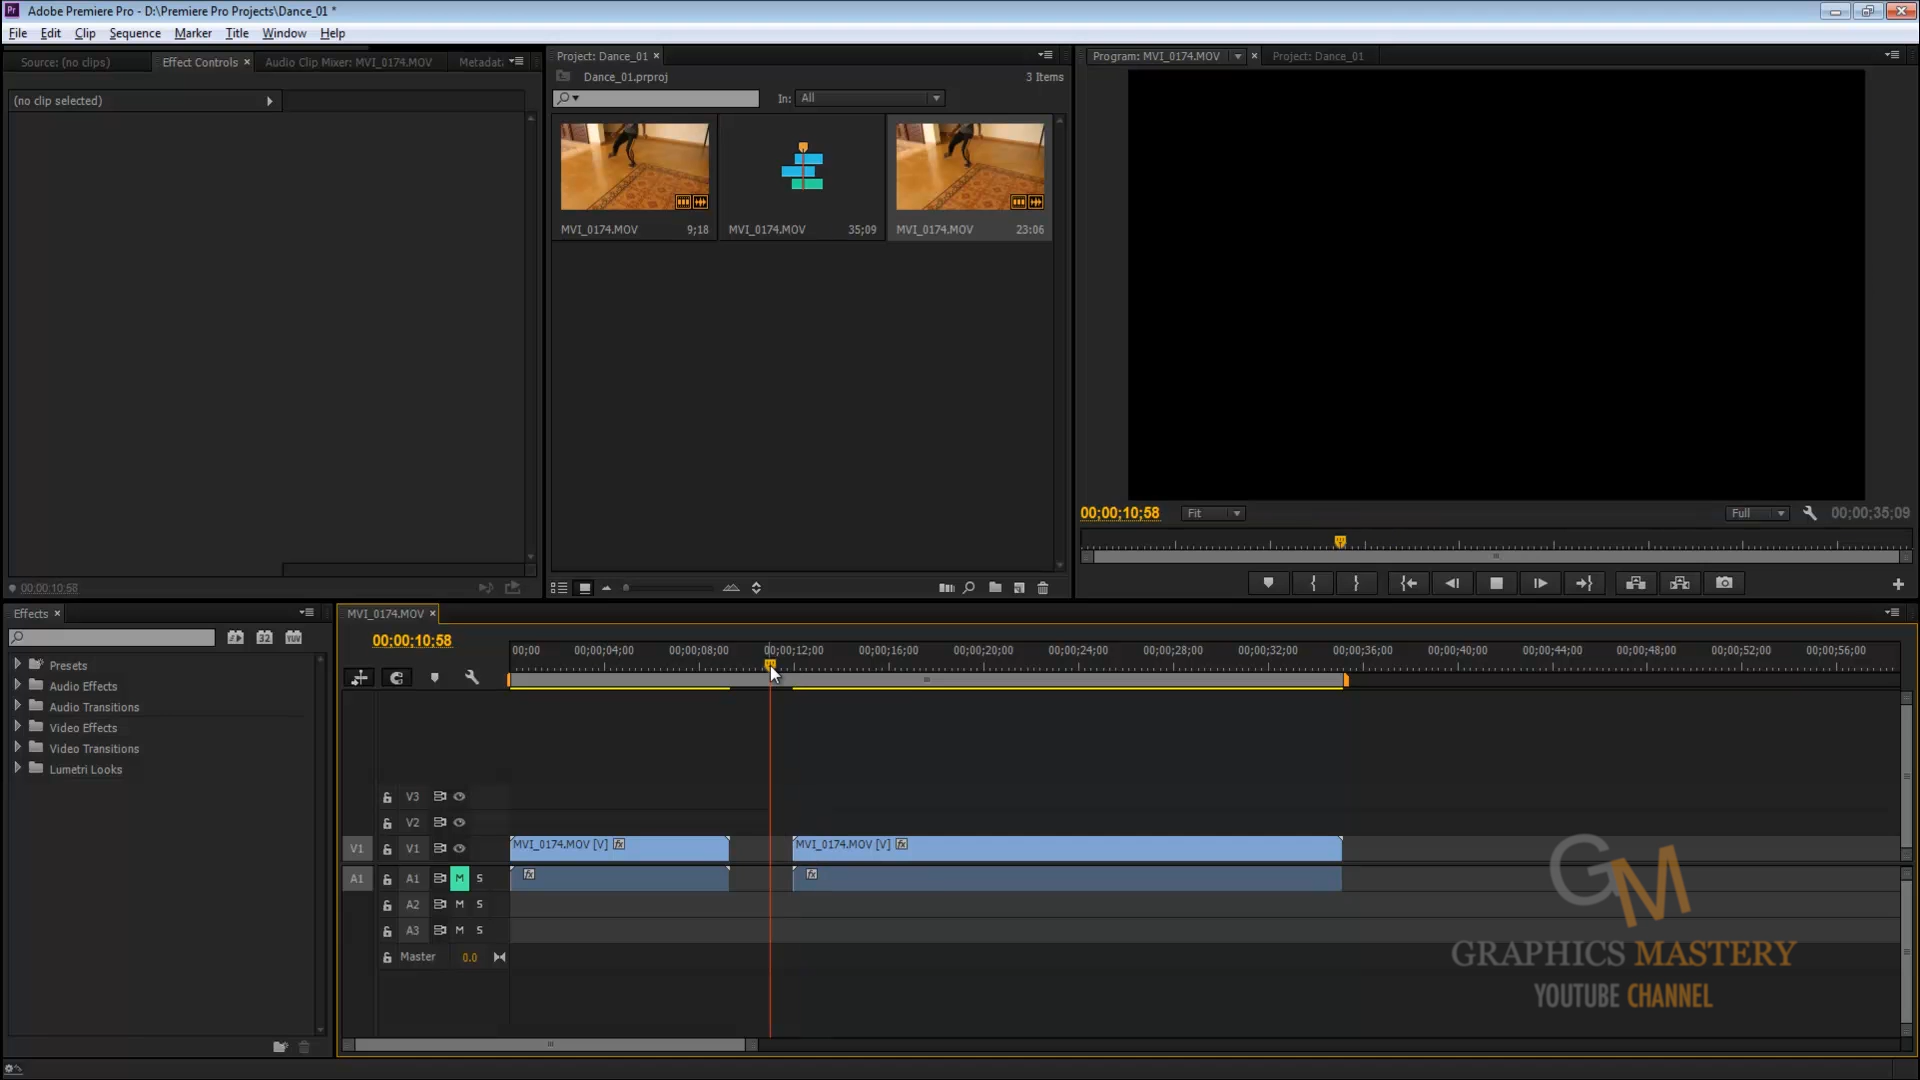 Pr Adobe Premiere Pro - D:\Premiere Pro Projects\Dance_01 *
File Edit Clip Sequence Marker Title Window Help
Source: (no clips) Effect Controls × Audio Clip Mixer: MVI_0174.MOV Metadat
(no clip selected)
00;00;10;58
Project: Dance_01 ×
Dance_01.prproj 3 Items
In: All
MVI_0174.MOV 9;18
MVI_0174.MOV 35;09
MVI_0174.MOV 23:06
Program: MVI_0174.MOV × Project: Dance_01
00;00;10;58 Fit Full 00;00;35;09
Effects ×
32 YUV
Presets
Audio Effects
Audio Transitions
Video Effects
Video Transitions
Lumetri Looks
MVI_0174.MOV ×
00;00;10;58
00;00 00;00;04;00 00;00;08;00 00;00;12;00 00;00;16;00 00;00;20;00 00;00;24;00 00;00;28;00 00;00;32;00 00;00;36;00 00;00;40;00 00;00;44;00 00;00;48;00 00;00;52;00 00;00;56;00
V3
V2
V1 V1 MVI_0174.MOV [V] fx MVI_0174.MOV [V] fx
A1 A1 M S fx fx
A2 M S
A3 M S
Master 0.0
GM
GRAPHICS MASTERY
YOUTUBE CHANNEL